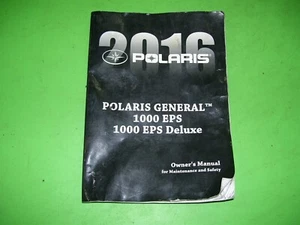 2016
POLARIS
POLARIS GENERAL™
1000 EPS
1000 EPS Deluxe
Owner's Manual
for Maintenance and Safety